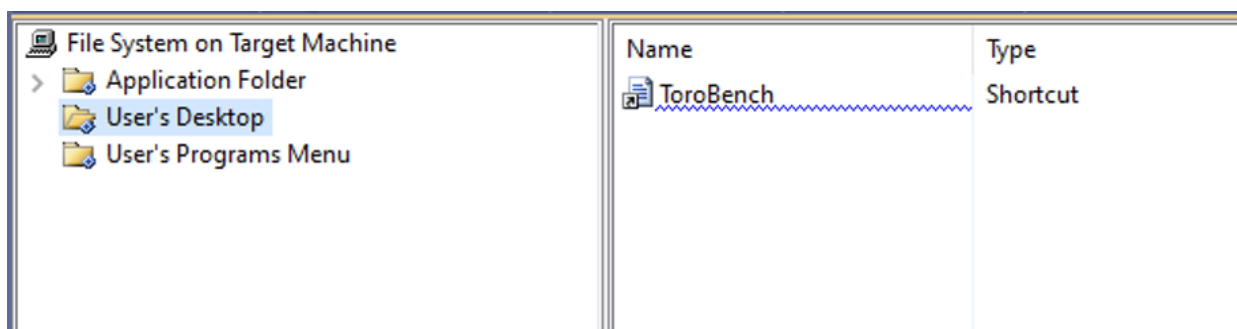 File System on Target Machine
Application Folder
User's Desktop
User's Programs Menu
Name Type
ToroBench Shortcut